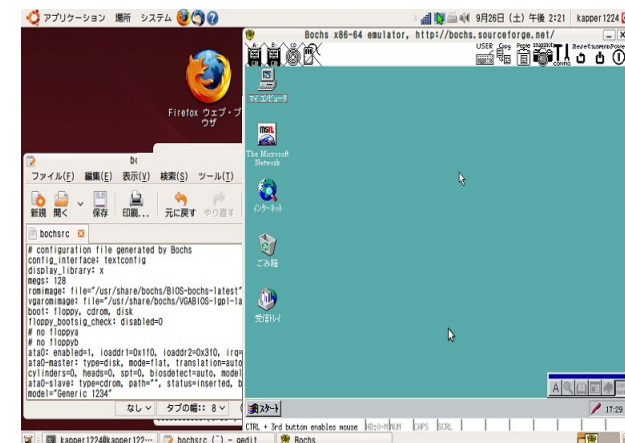 アプリケーション 場所 システム
9月26日 (土) 午後 2:21 kapper1224
Bochs x86-64 emulator, http://bochs.sourceforge.net/
A: B: CD
USER Copy Paste snapshot
CONFIG
Reset suspend Power
Firefox ウェブ・ブ
ウザ
マイ コンピュータ
The Microsoft
Network
インターネット
ごみ箱
受信トレイ
ファイル(F) 編集(E) 表示(V) 検索(S) ツール(T)
新規 開く 保存 印刷... 元に戻す やり直す
bochsrc
# configuration file generated by Bochs
config_interface: textconfig
display_library: x
megs: 128
romimage: file="/usr/share/bochs/BIOS-bochs-latest"
vgaromimage: file="/usr/share/bochs/VGABIOS-lgpl-la
boot: floppy, cdrom, disk
floppy_bootsig_check: disabled=0
# no floppya
# no floppyb
ata0: enabled=1, ioaddr1=0x1f0, ioaddr2=0x3f0, irq=
ata0-master: type=disk, mode=flat, translation=auto
cylinders=0, heads=0, spt=0, biosdetect=auto, model
ata0-slave: type=cdrom, path="", status=inserted, b
model="Generic 1234"
なし タブの幅: 8
スタート
17:29
CTRL + 3rd button enables mouse HD:0-M NUM CAPS SCRL
kapper1224@kapper122… bochsrc (~) - gedit Bochs